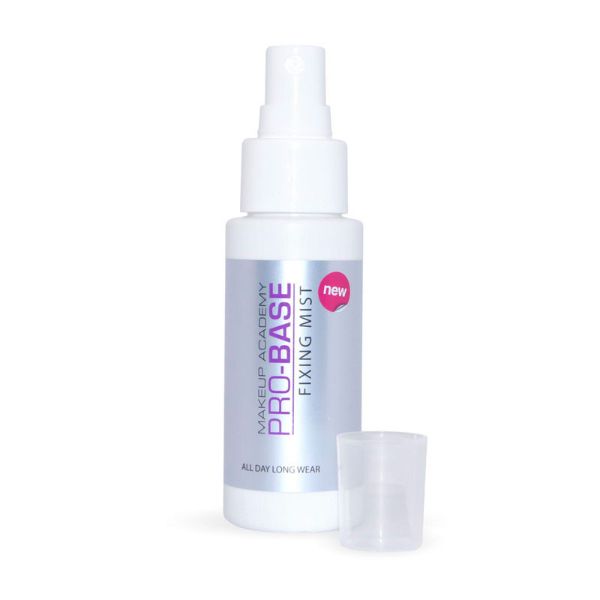 MAKEUP ACADEMY
PRO-BASE
FIXING MIST
new
ALL DAY LONG WEAR